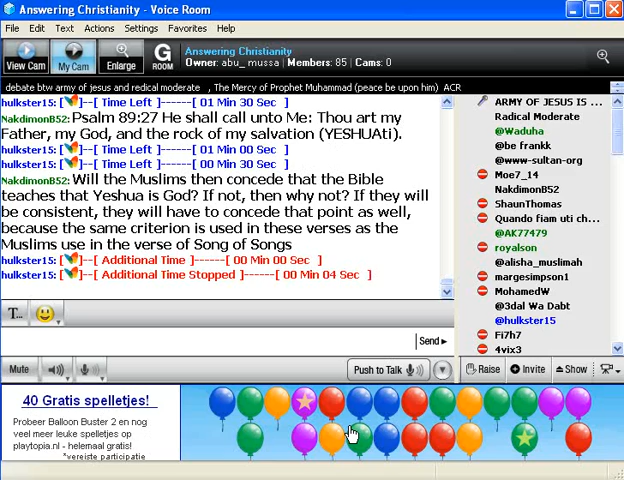 Answering Christianity - Voice Room
File Edit Text Actions Settings Favorites Help
View Cam
My Cam
Enlarge
G
ROOM
Answering Christianity
Owner: abu_ mussa | Members: 85 | Cams: 0
debate btw army of jesus and redical moderate , The Mercy of Prophet Muhammad (peace be upon him) ACR
hulkster15: [ ]--[ Time Left ]------[ 01 Min 30 Sec ]
NakdimonB52: Psalm 89:27 He shall call unto Me: Thou art my
Father, my God, and the rock of my salvation (YESHUAti).
hulkster15: [ ]--[ Time Left ]------[ 01 Min 00 Sec ]
hulkster15: [ ]--[ Time Left ]------[ 00 Min 30 Sec ]
NakdimonB52: Will the Muslims then concede that the Bible
teaches that Yeshua is God? If not, then why not? If they will
be consistent, they will have to concede that point as well,
because the same criterion is used in these verses as the
Muslims use in the verse of Song of Songs
hulkster15: [ ]--[ Additional Time ]------[ 00 Min 00 Sec ]
hulkster15: [ ]--[ Additional Time Stopped ]------[ 00 Min 04 Sec ]
ARMY OF JESUS IS ...
Radical Moderate
@Waduha
@be frankk
@www-sultan-org
Moe7_14
NakdimonB52
ShaunThomas
Quando fiam uti ch...
@AK77479
royalson
@alisha_muslimah
margesimpson1
MohamedW
@3dal Wa Dabt
@hulkster15
Fi7h7
4vix3
T...
Send
Mute
Push to Talk
Raise
Invite
Show
40 Gratis spelletjes!
Probeer Balloon Buster 2 en nog
veel meer leuke spelletjes op
playtopia.nl - helemaal gratis!
*vereiste participatie